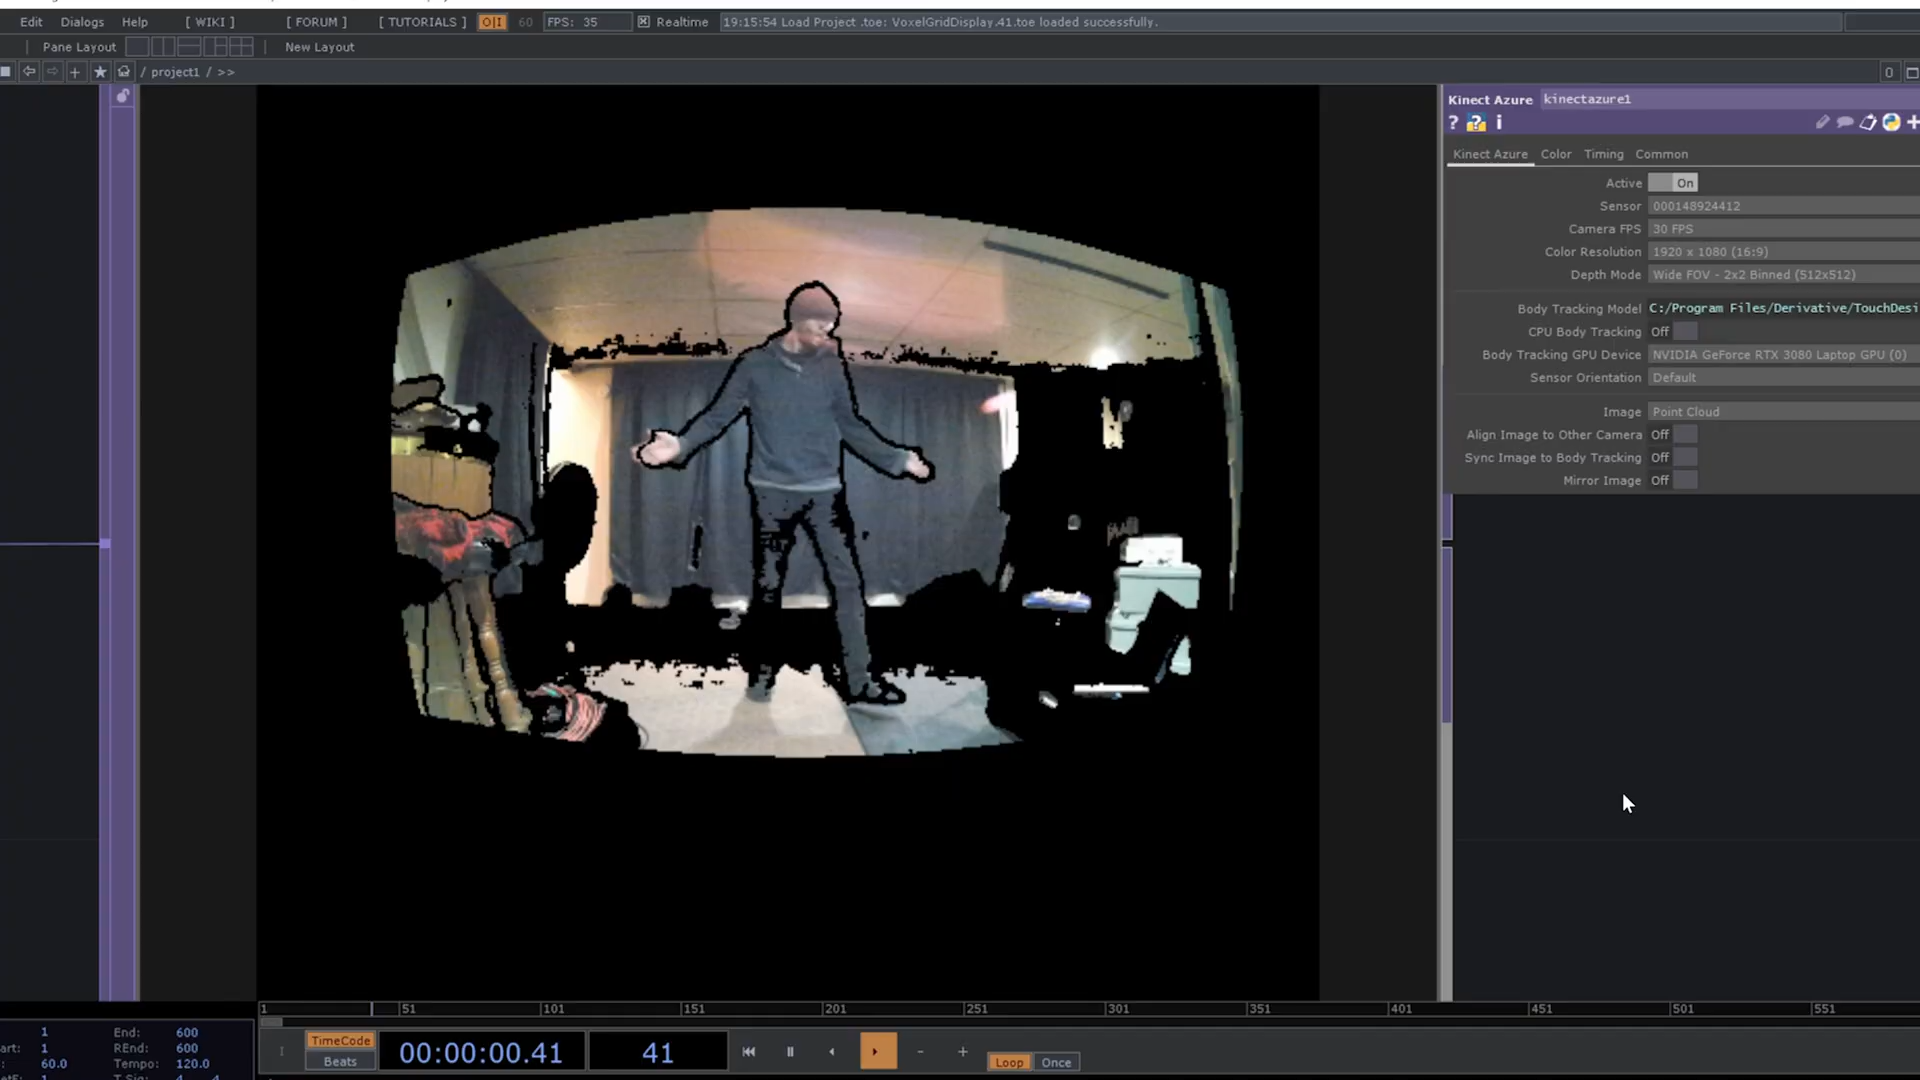 Edit Dialogs Help [ WIKI ] [ FORUM ] [ TUTORIALS ] O|I 60 FPS: 35 Realtime 19:15:54 Load Project .toe: VoxelGridDisplay.41.toe loaded successfully.
Pane Layout New Layout
/ project1 / >> 0
Kinect Azure kinectazure1
? ? i
Kinect Azure Color Timing Common
Active On
Sensor 000148924412
Camera FPS 30 FPS
Color Resolution 1920 x 1080 (16:9)
Depth Mode Wide FOV - 2x2 Binned (512x512)
Body Tracking Model C:/Program Files/Derivative/TouchDesi
CPU Body Tracking Off
Body Tracking GPU Device NVIDIA GeForce RTX 3080 Laptop GPU (0)
Sensor Orientation Default
Image Point Cloud
Align Image to Other Camera Off
Sync Image to Body Tracking Off
Mirror Image Off
1 51 101 151 201 251 301 351 401 451 501 551
1 End: 600
art: 1 REnd: 600
: 60.0 Tempo: 120.0
1 T Sig: 4 4
TimeCode
Beats
00:00:00.41 41
Loop Once